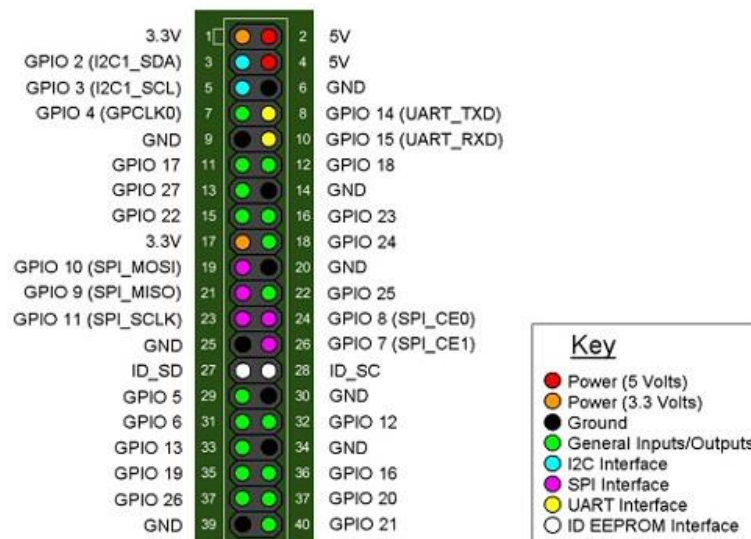 3.3V 1 2 5V
GPIO 2 (I2C1_SDA) 3 4 5V
GPIO 3 (I2C1_SCL) 5 6 GND
GPIO 4 (GPCLK0) 7 8 GPIO 14 (UART_TXD)
GND 9 10 GPIO 15 (UART_RXD)
GPIO 17 11 12 GPIO 18
GPIO 27 13 14 GND
GPIO 22 15 16 GPIO 23
3.3V 17 18 GPIO 24
GPIO 10 (SPI_MOSI) 19 20 GND
GPIO 9 (SPI_MISO) 21 22 GPIO 25
GPIO 11 (SPI_SCLK) 23 24 GPIO 8 (SPI_CE0)
GND 25 26 GPIO 7 (SPI_CE1)
ID_SD 27 28 ID_SC
GPIO 5 29 30 GND
GPIO 6 31 32 GPIO 12
GPIO 13 33 34 GND
GPIO 19 35 36 GPIO 16
GPIO 26 37 37 GPIO 20
GND 39 40 GPIO 21
Key
Power (5 Volts)
Power (3.3 Volts)
Ground
General Inputs/Outputs
I2C Interface
SPI Interface
UART Interface
ID EEPROM Interface